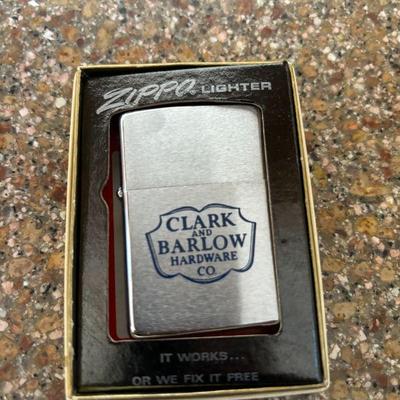 ZIPPO LIGHTER
CLARK
AND
BARLOW
HARDWARE
CO.
IT WORKS...
OR WE FIX IT FREE